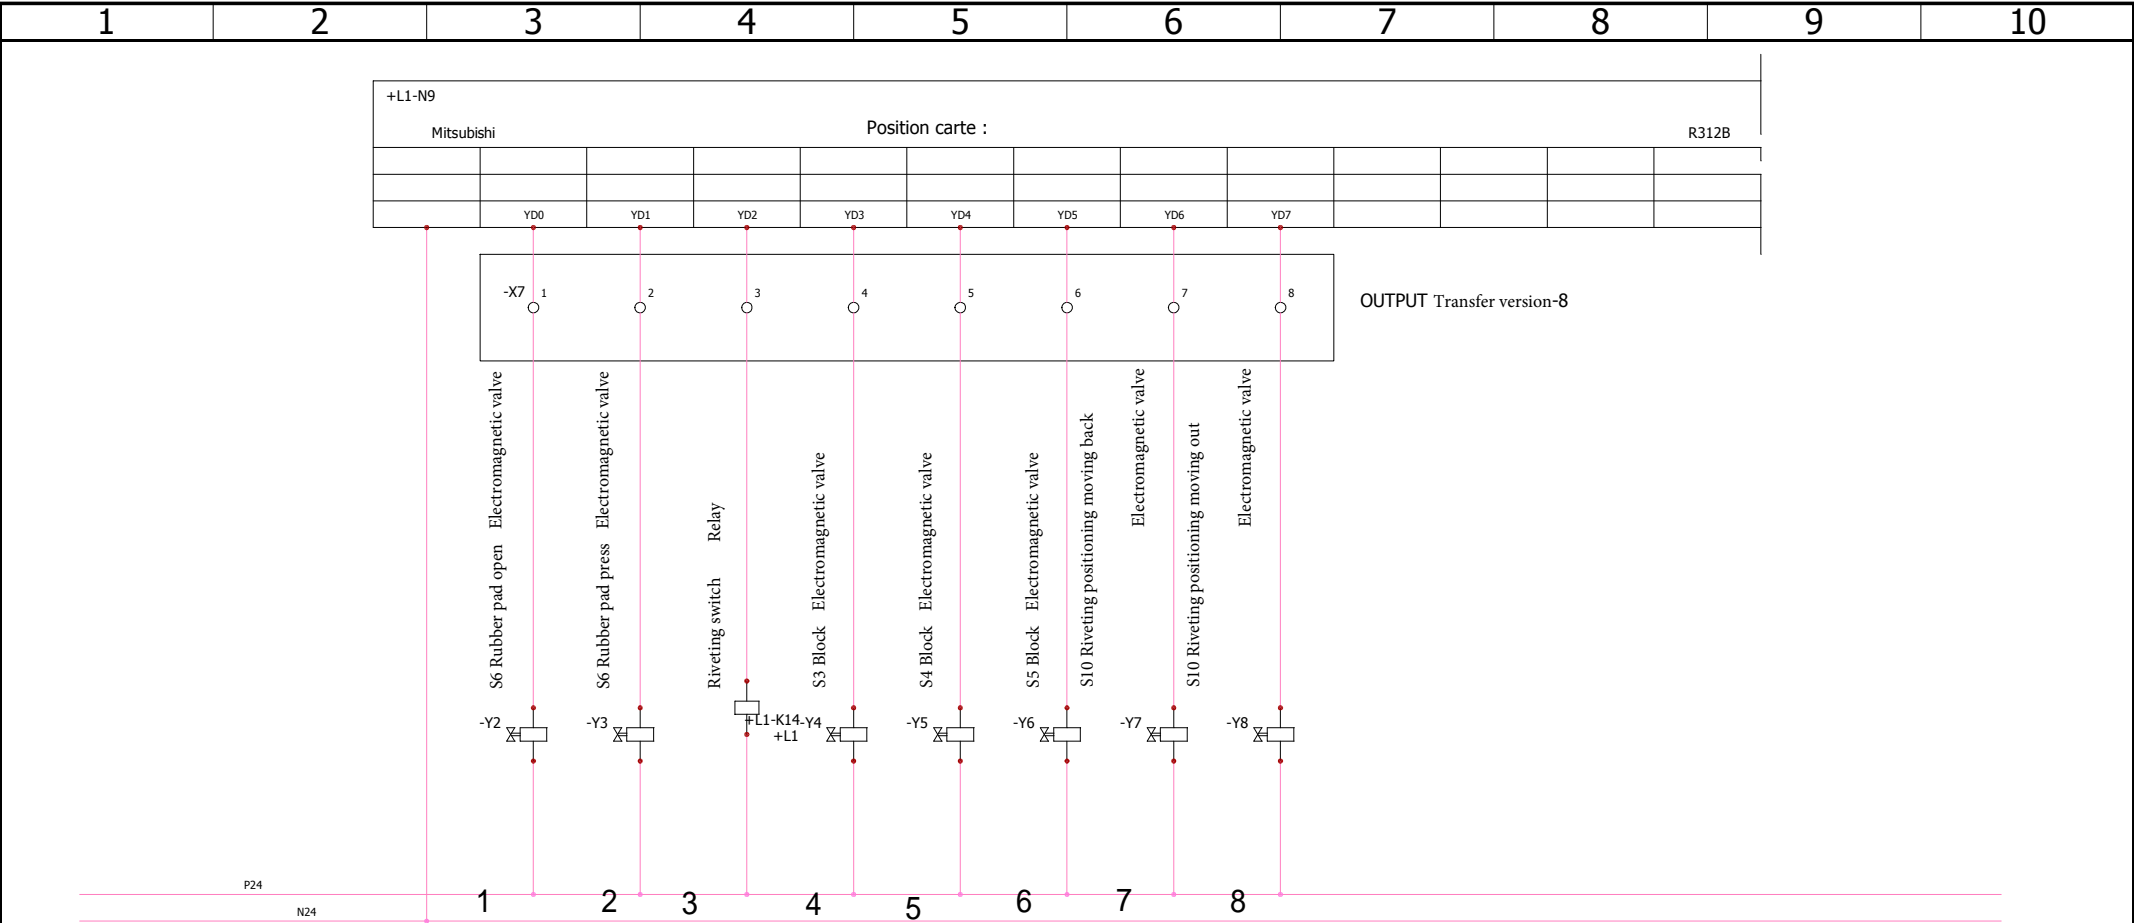 1 2 3 4 5 6 7 8 9 10
+L1-N9
Mitsubishi Position carte : R312B
YD0 YD1 YD2 YD3 YD4 YD5 YD6 YD7
-X7 1 2 3 4 5 6 7 8
OUTPUT Transfer version-8
S6 Rubber pad open Electromagnetic valve
S6 Rubber pad press Electromagnetic valve
Riveting switch Relay
S3 Block Electromagnetic valve
S4 Block Electromagnetic valve
S5 Block Electromagnetic valve
S10 Riveting positioning moving back
Electromagnetic valve
S10 Riveting positioning moving out
Electromagnetic valve
-Y2 -Y3 +L1-K14 -Y4 -Y5 -Y6 -Y7 -Y8
+L1
P24
1 2 3 4 5 6 7 8
N24